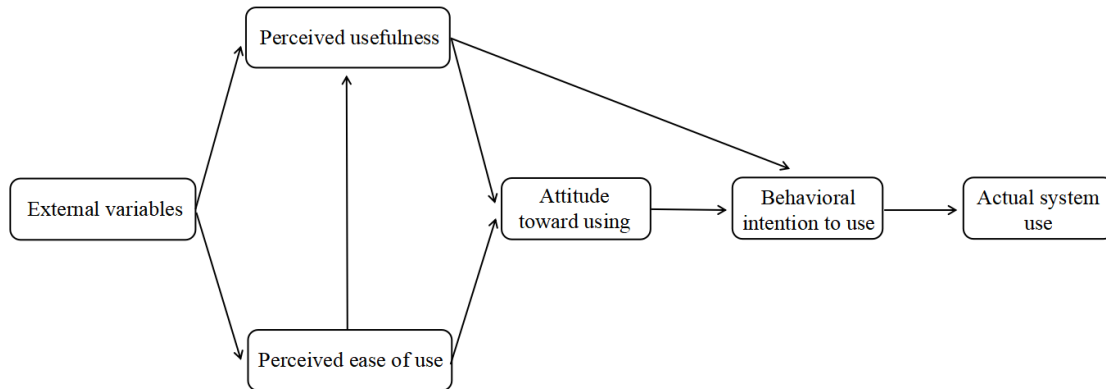 Perceived usefulness
External variables
Attitude
toward using
Behavioral
intention to use
Actual system
use
Perceived ease of use